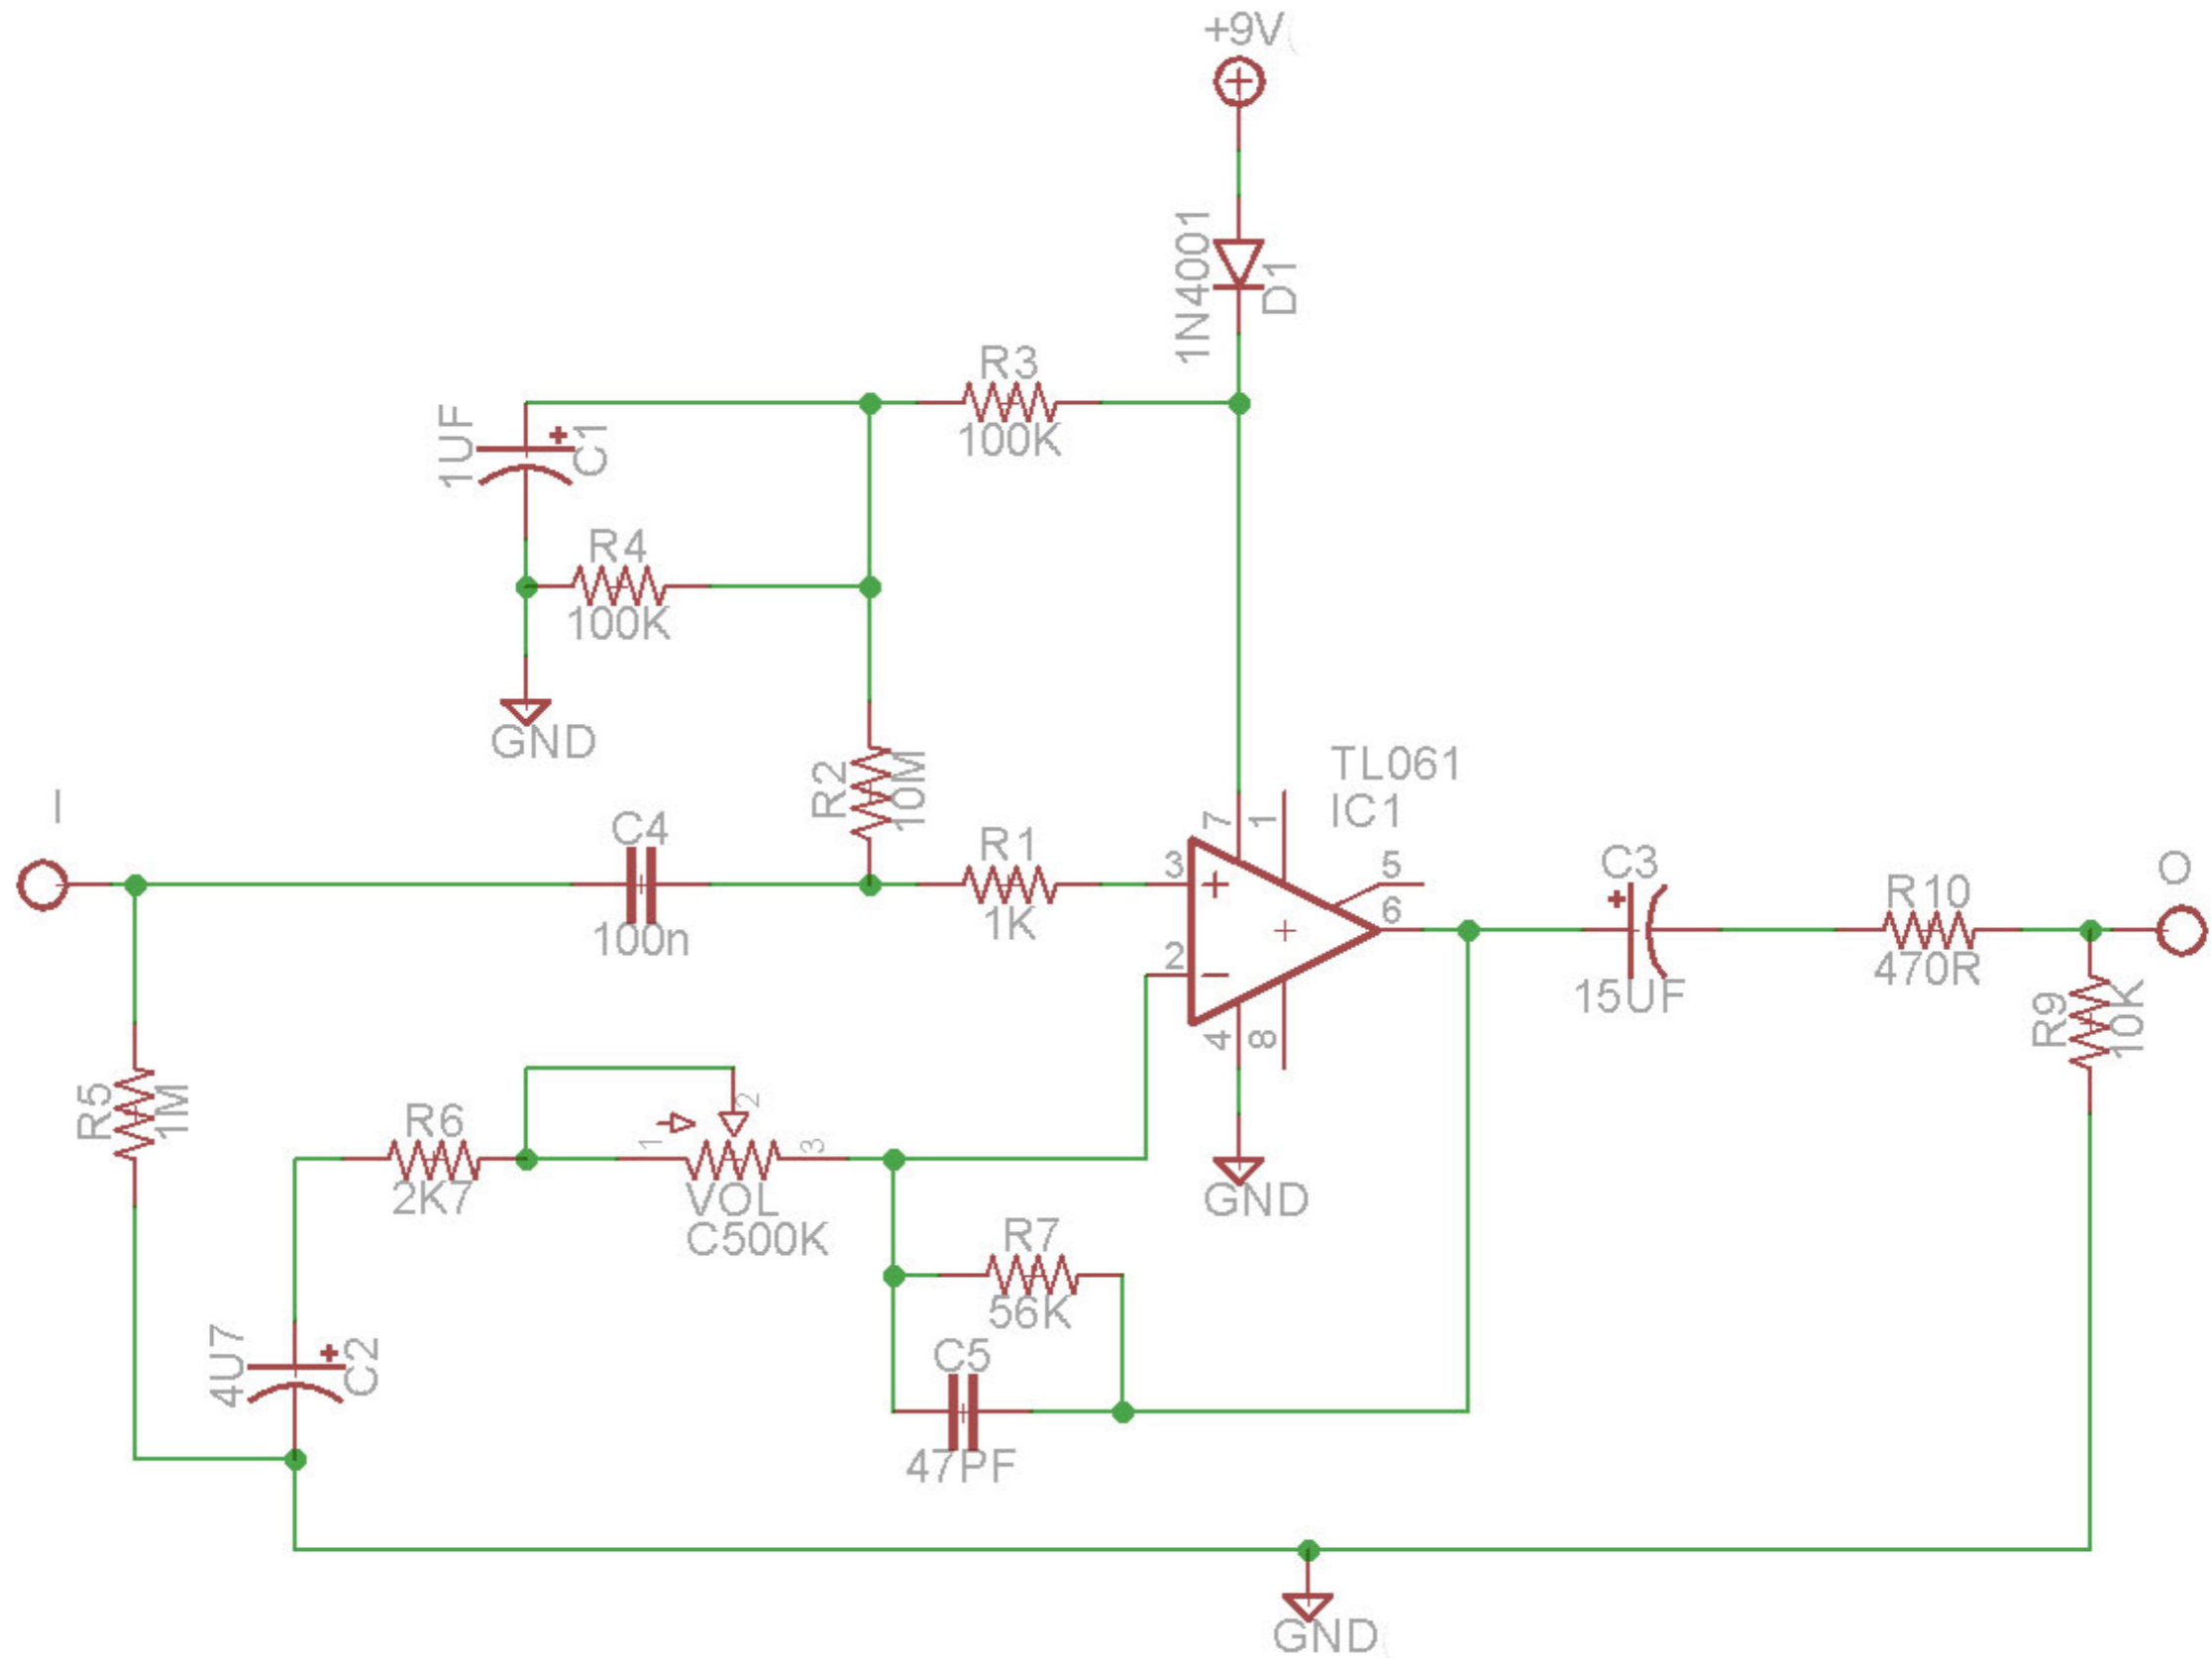 +9V
1N4001
D1
R3
100K
1UF
C1
R4
100K
GND
R2
10M
TL061
IC1
I
C4
100n
R1
1K
7
1
3
+
2
5
6
4
8
C3
15UF
R10
470R
O
R9
10K
R5
1M
R6
2K7
1
2
3
VOL
C500K
GND
R7
56K
4U7
C2
C5
47PF
GND